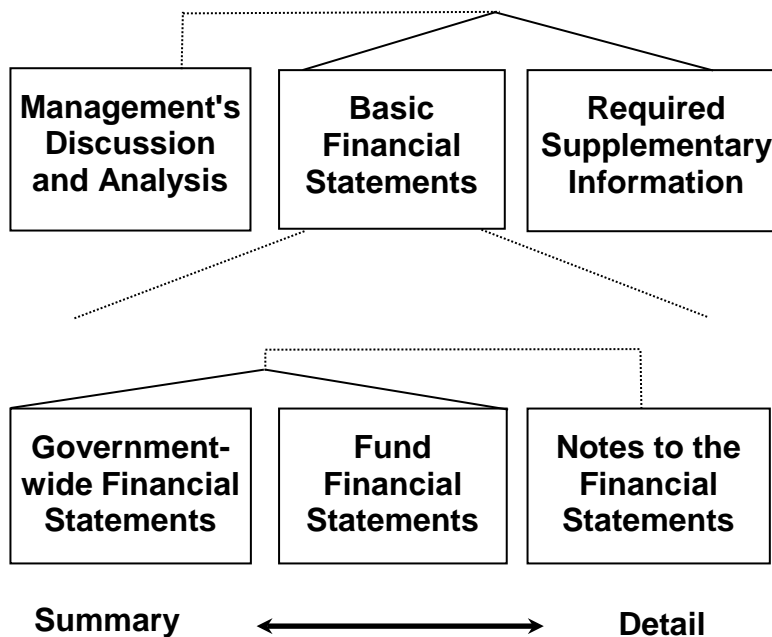 Management's
Discussion
and Analysis
Basic
Financial
Statements
Required
Supplementary
Information
Government-
wide Financial
Statements
Fund
Financial
Statements
Notes to the
Financial
Statements
Summary
Detail